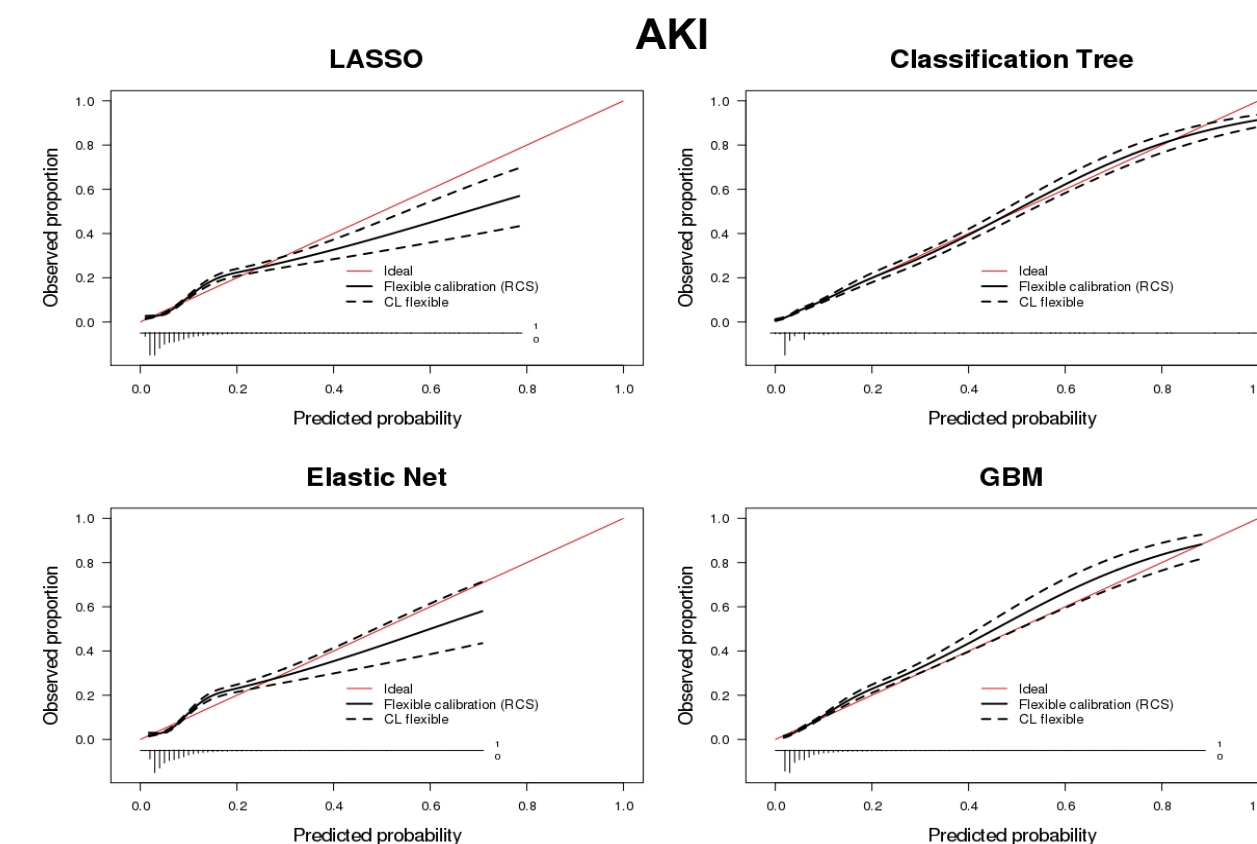 AKI
LASSO
1.0
0.8
0.6
0.4
0.2
0.0
Observed proportion
Ideal
Flexible calibration (RCS)
CL flexible
1
0
0.0 0.2 0.4 0.6 0.8 1.0
Predicted probability
Classification Tree
1.0
0.8
0.6
0.4
0.2
0.0
Observed proportion
Ideal
Flexible calibration (RCS)
CL flexible
0.0 0.2 0.4 0.6 0.8
Predicted probability
Elastic Net
1.0
0.8
0.6
0.4
0.2
0.0
Observed proportion
Ideal
Flexible calibration (RCS)
CL flexible
1
0
0.0 0.2 0.4 0.6 0.8 1.0
Predicted probability
GBM
1.0
0.8
0.6
0.4
0.2
0.0
Observed proportion
Ideal
Flexible calibration (RCS)
CL flexible
1
0
0.0 0.2 0.4 0.6 0.8
Predicted probability